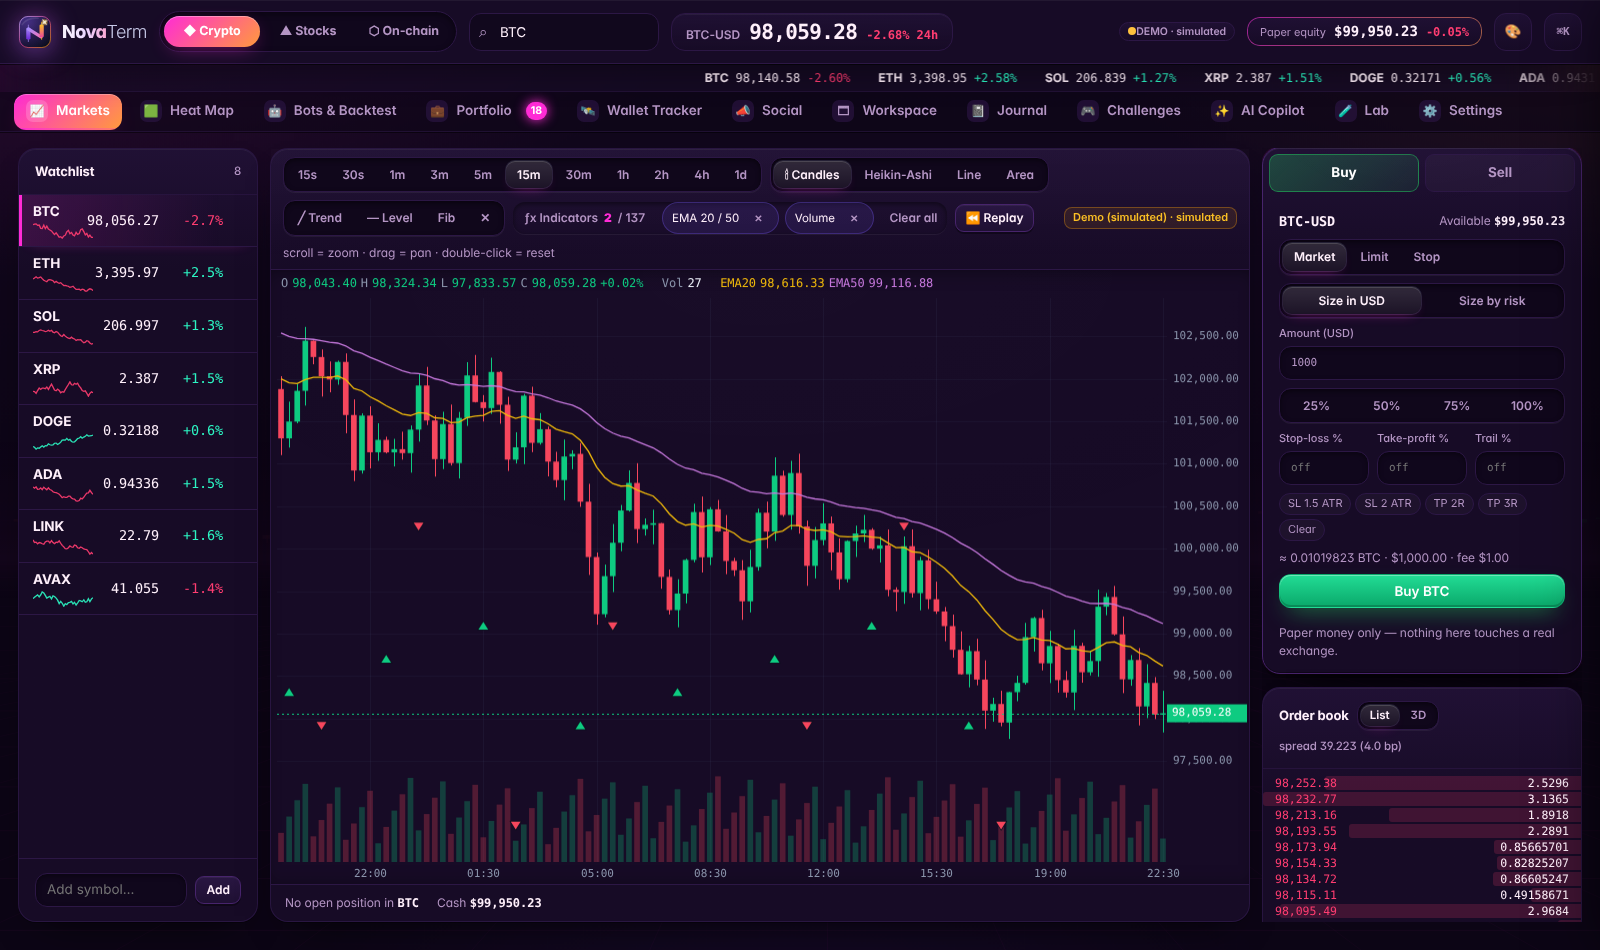 NovaTerm
Crypto
Stocks
On-chain
BTC
BTC-USD 98,059.28 -2.68% 24h
DEMO · simulated
Paper equity $99,950.23 -0.05%
⌘K
BTC 98,140.58 -2.60% ETH 3,398.95 +2.58% SOL 206.839 +1.27% XRP 2.387 +1.51% DOGE 0.32171 +0.56% ADA
Markets
Heat Map
Bots & Backtest
Portfolio 18
Wallet Tracker
Social
Workspace
Journal
Challenges
AI Copilot
Lab
Settings
Watchlist 8
BTC 98,056.27 -2.7%
ETH 3,395.97 +2.5%
SOL 206.997 +1.3%
XRP 2.387 +1.5%
DOGE 0.32188 +0.6%
ADA 0.94336 +1.5%
LINK 22.79 +1.6%
AVAX 41.055 -1.4%
Add symbol... Add
15s 30s 1m 3m 5m 15m 30m 1h 2h 4h 1d
Candles Heikin-Ashi Line Area
Trend Level Fib ×
ƒx Indicators 2 / 137
EMA 20 / 50 ×
Volume ×
Clear all
Replay
Demo (simulated) · simulated
scroll = zoom · drag = pan · double-click = reset
O 98,043.40 H 98,324.34 L 97,833.57 C 98,059.28 +0.02% Vol 27 EMA20 98,616.33 EMA50 99,116.88
102,500.00
102,000.00
101,500.00
101,000.00
100,500.00
100,000.00
99,500.00
99,000.00
98,500.00
98,059.28
97,500.00
22:00 01:30 05:00 08:30 12:00 15:30 19:00 22:30
No open position in BTC Cash $99,950.23
Buy Sell
BTC-USD Available $99,950.23
Market Limit Stop
Size in USD Size by risk
Amount (USD)
1000
25% 50% 75% 100%
Stop-loss % Take-profit % Trail %
off off off
SL 1.5 ATR SL 2 ATR TP 2R TP 3R
Clear
≈ 0.01019823 BTC · $1,000.00 · fee $1.00
Buy BTC
Paper money only — nothing here touches a real
exchange.
Order book List 3D
spread 39.223 (4.0 bp)
98,252.38 2.5296
98,232.77 3.1365
98,213.16 1.8918
98,193.55 2.2891
98,173.94 0.85665701
98,154.33 0.82825207
98,134.72 0.86605247
98,115.11 0.49158671
98,095.49 2.9684